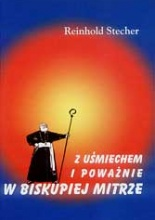 Reinhold Stecher
Z UŚMIECHEM
I POWAŻNIE
W BISKUPIEJ MITRZE